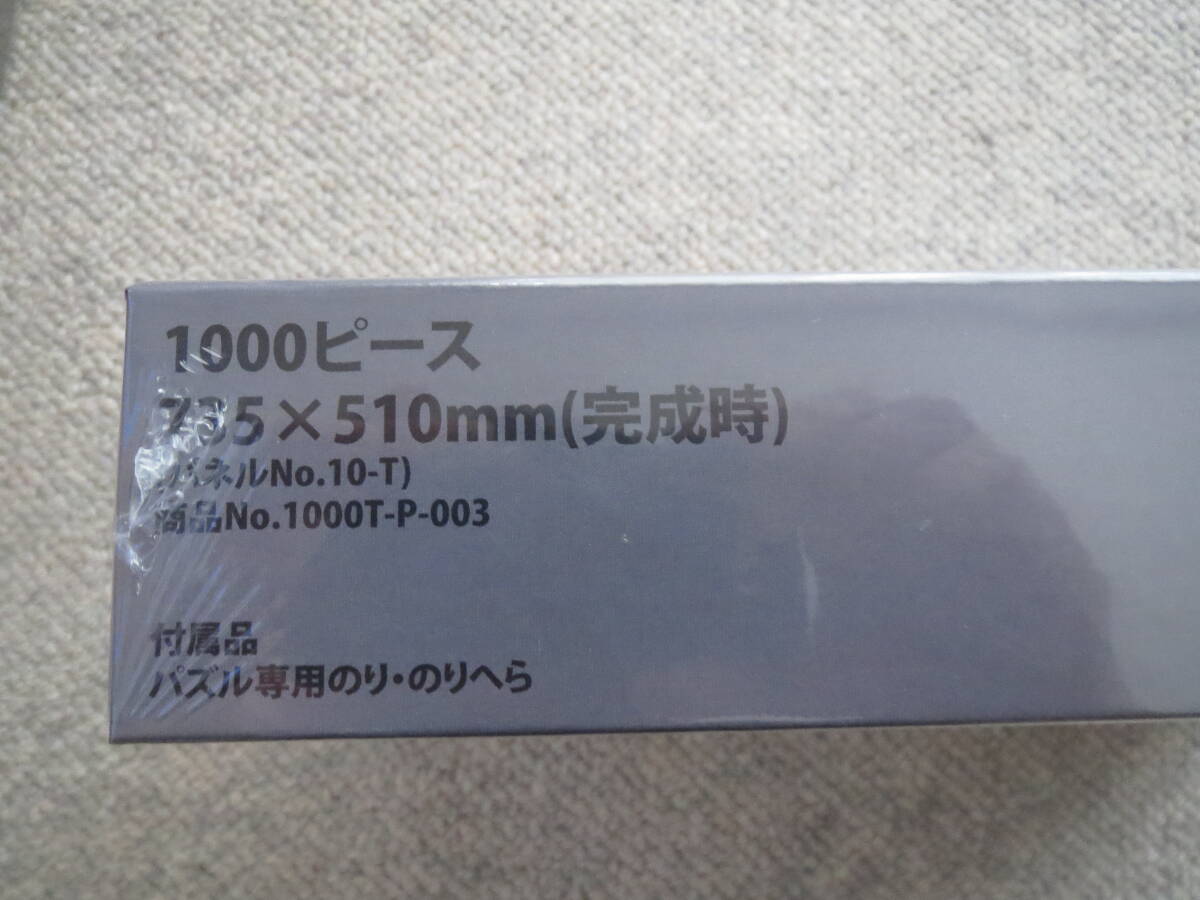 1000ピース
735×510mm(完成時)
(パネルNo.10-T)
商品No.1000T-P-003
付属品
パズル専用のり・のりへら